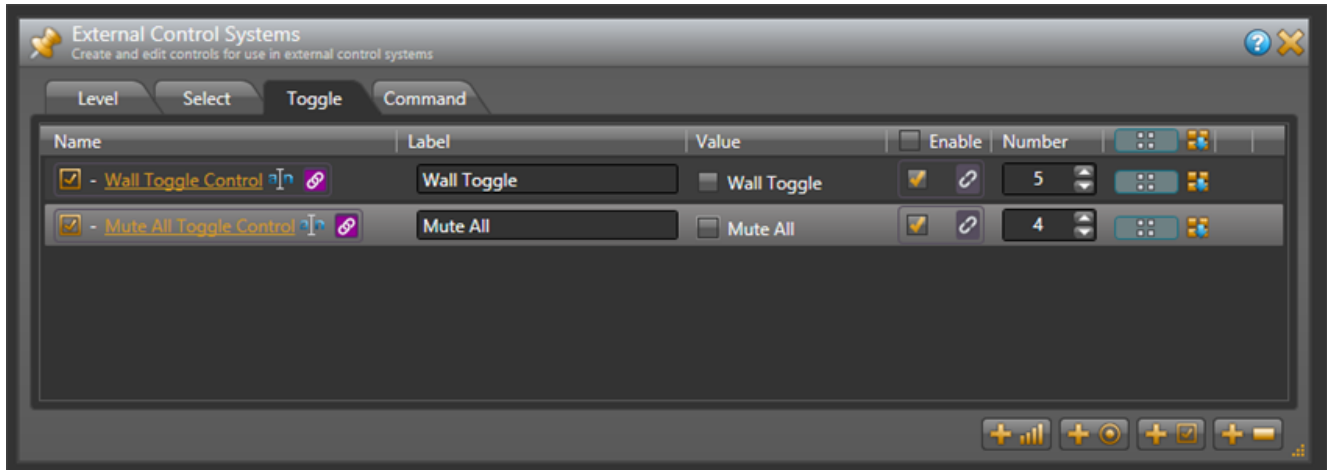 External Control Systems
Create and edit controls for use in external control systems
Level Select Toggle Command
Name Label Value Enable Number
- Wall Toggle Control Wall Toggle Wall Toggle 5
- Mute All Toggle Control Mute All Mute All 4